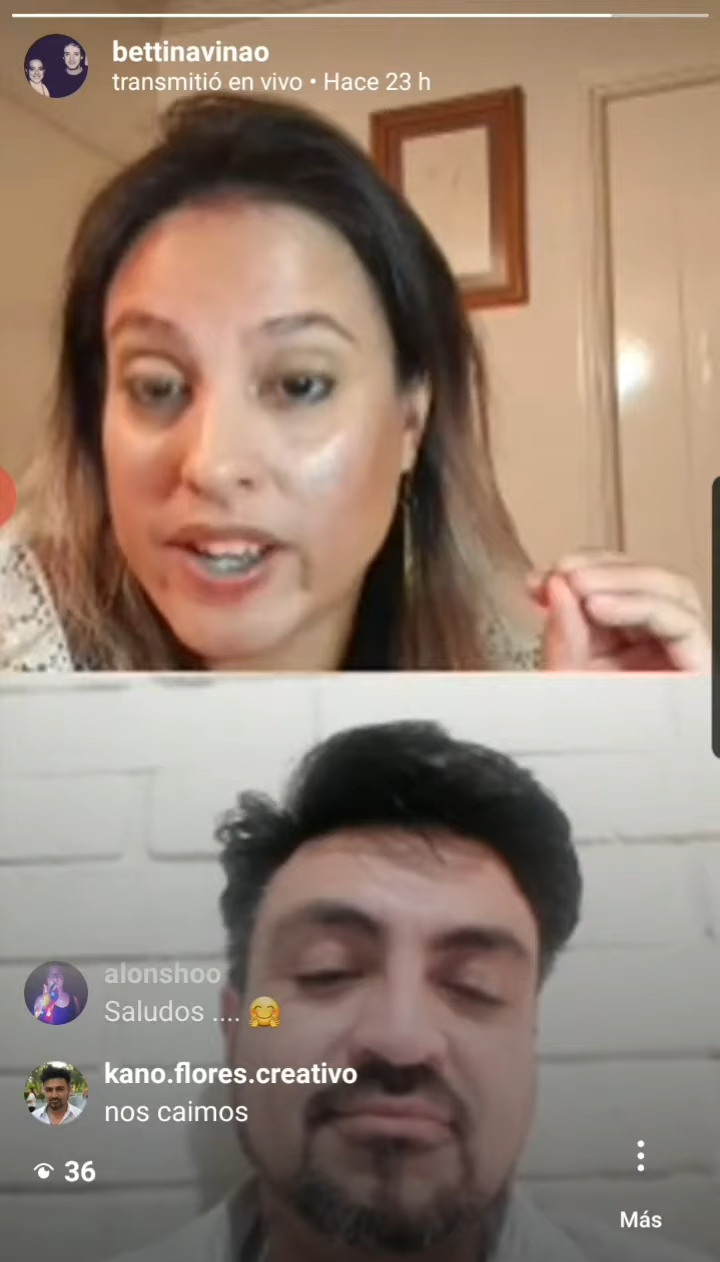 bettinavinao
transmitió en vivo • Hace 23 h
alonshoo
Saludos .... 🤗
kano.flores.creativo
nos caimos
36
Más